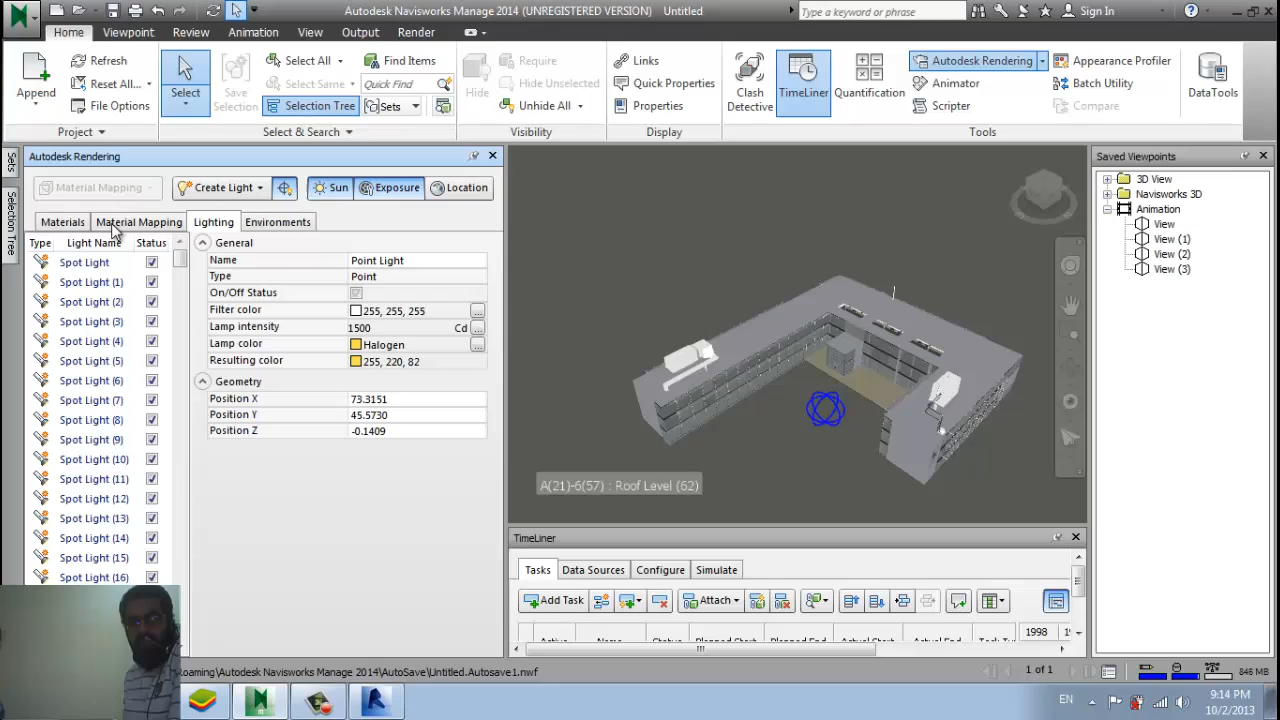 Autodesk Navisworks Manage 2014 (UNREGISTERED VERSION) Untitled
Type a keyword or phrase
Sign In
Home
Viewpoint
Review
Animation
View
Output
Render
Append
Refresh
Reset All...
File Options
Project
Select
Save Selection
Select All
Select Same
Selection Tree
Find Items
Quick Find
Sets
Select & Search
Hide
Require
Hide Unselected
Unhide All
Visibility
Links
Quick Properties
Properties
Display
Clash Detective
TimeLiner
Quantification
Autodesk Rendering
Animator
Scripter
Appearance Profiler
Batch Utility
Compare
DataTools
Tools
Sets
Selection Tree
Autodesk Rendering
Material Mapping
Create Light
Sun
Exposure
Location
Materials
Material Mapping
Lighting
Environments
Type Light Name Status
Spot Light
Spot Light (1)
Spot Light (2)
Spot Light (3)
Spot Light (4)
Spot Light (5)
Spot Light (6)
Spot Light (7)
Spot Light (8)
Spot Light (9)
Spot Light (10)
Spot Light (11)
Spot Light (12)
Spot Light (13)
Spot Light (14)
Spot Light (15)
Spot Light (16)
General
Name Point Light
Type Point
On/Off Status
Filter color 255, 255, 255
Lamp intensity 1500 Cd
Lamp color Halogen
Resulting color 255, 220, 82
Geometry
Position X 73.3151
Position Y 45.5730
Position Z -0.1409
A(21)-6(57) : Roof Level (62)
Saved Viewpoints
3D View
Navisworks 3D
Animation
View
View (1)
View (2)
View (3)
TimeLiner
Tasks
Data Sources
Configure
Simulate
Add Task
Attach
1998
oaming\Autodesk Navisworks Manage 2014\AutoSave\Untitled.Autosave1.nwf
1 of 1
846 MB
EN
9:14 PM
10/2/2013